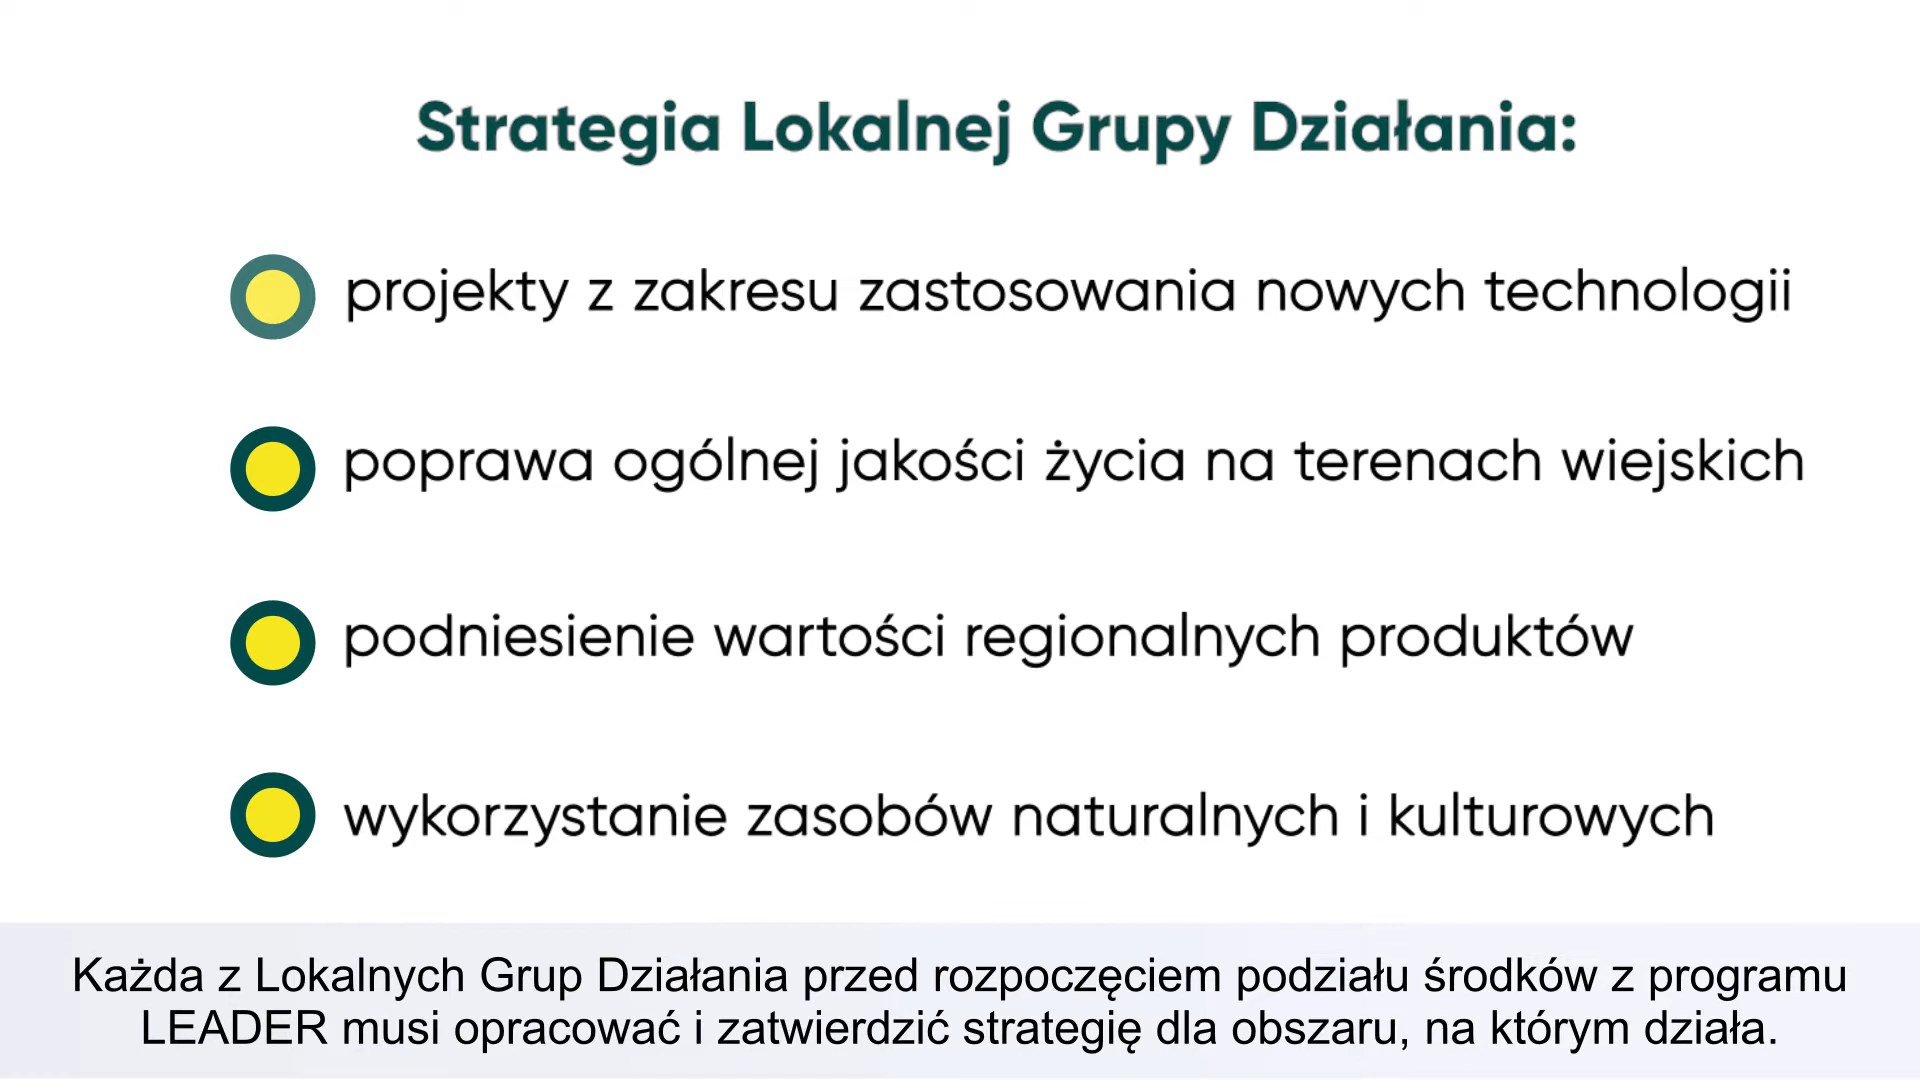 Strategia Lokalnej Grupy Działania:
projekty z zakresu zastosowania nowych technologii
poprawa ogólnej jakości życia na terenach wiejskich
podniesienie wartości regionalnych produktów
wykorzystanie zasobów naturalnych i kulturowych
Każda z Lokalnych Grup Działania przed rozpoczęciem podziału środków z programu
LEADER musi opracować i zatwierdzić strategię dla obszaru, na którym działa.